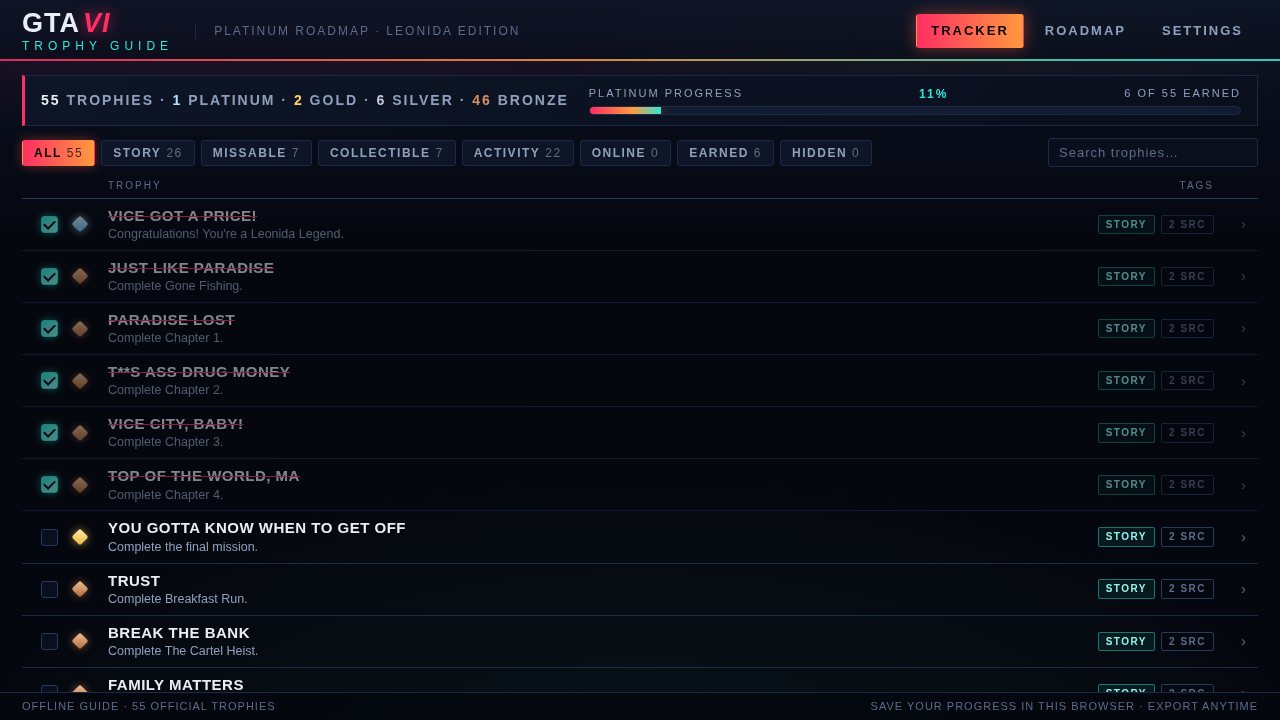 GTA VI
TROPHY GUIDE
PLATINUM ROADMAP · LEONIDA EDITION
TRACKER
ROADMAP
SETTINGS
55 TROPHIES · 1 PLATINUM · 2 GOLD · 6 SILVER · 46 BRONZE
PLATINUM PROGRESS
11%
6 OF 55 EARNED
ALL 55
STORY 26
MISSABLE 7
COLLECTIBLE 7
ACTIVITY 22
ONLINE 0
EARNED 6
HIDDEN 0
Search trophies...
TROPHY
TAGS
VICE GOT A PRICE!
Congratulations! You're a Leonida Legend.
STORY
2 SRC
›
JUST LIKE PARADISE
Complete Gone Fishing.
STORY
2 SRC
›
PARADISE LOST
Complete Chapter 1.
STORY
2 SRC
›
T**S ASS DRUG MONEY
Complete Chapter 2.
STORY
2 SRC
›
VICE CITY, BABY!
Complete Chapter 3.
STORY
2 SRC
›
TOP OF THE WORLD, MA
Complete Chapter 4.
STORY
2 SRC
›
YOU GOTTA KNOW WHEN TO GET OFF
Complete the final mission.
STORY
2 SRC
›
TRUST
Complete Breakfast Run.
STORY
2 SRC
›
BREAK THE BANK
Complete The Cartel Heist.
STORY
2 SRC
›
FAMILY MATTERS
STORY
2 SRC
OFFLINE GUIDE · 55 OFFICIAL TROPHIES
SAVE YOUR PROGRESS IN THIS BROWSER · EXPORT ANYTIME